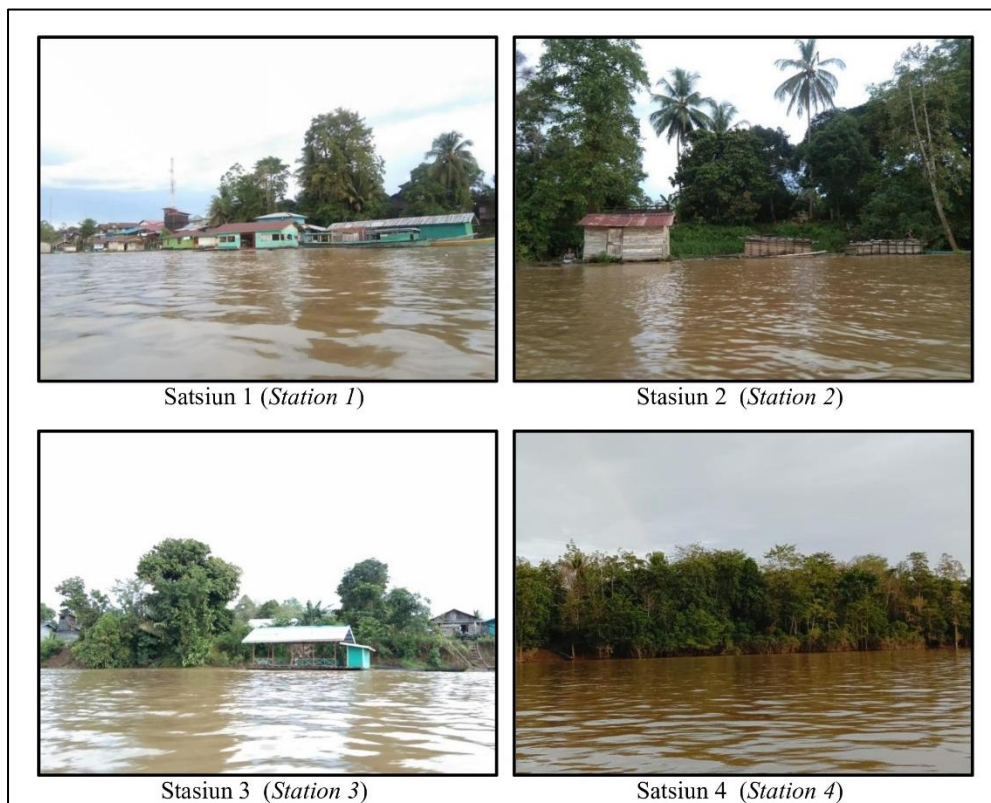 Satsiun 1 (Station 1)
Stasiun 2 (Station 2)
Stasiun 3 (Station 3)
Satsiun 4 (Station 4)